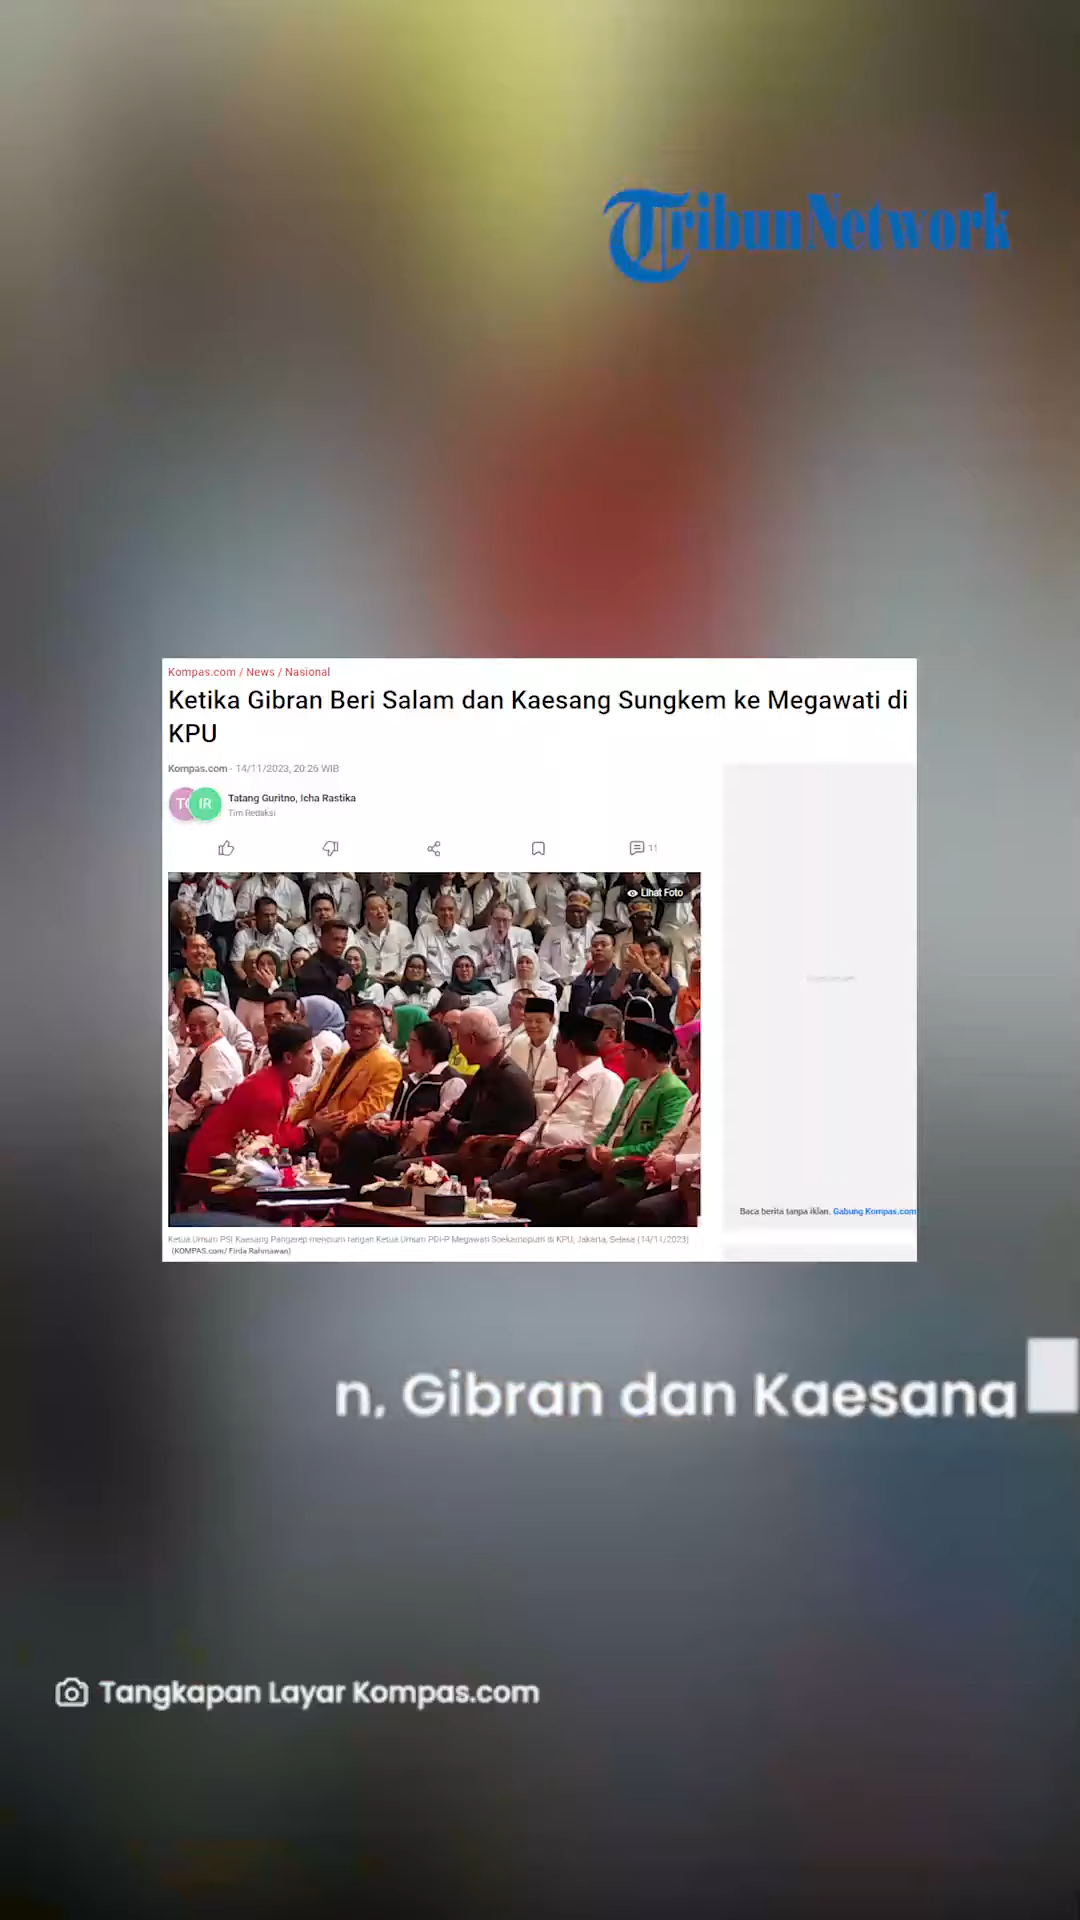 TribunNetwork
Kompas.com / News / Nasional
Ketika Gibran Beri Salam dan Kaesang Sungkem ke Megawati di
KPU
Kompas.com - 14/11/2023, 20:26 WIB
IR
Tatang Guritno, Icha Rastika
Tim Redaksi
11
Lihat Foto
Baca berita tanpa iklan. Gabung Kompas.com
Ketua Umum PSI Kaesang Pangarep mencium tangan Ketua Umum PDI-P Megawati Soekarnoputri di KPU, Jakarta, Selasa (14/11/2023)
(KOMPAS.com/ Firda Rahmawan)
n, Gibran dan Kaesang
Tangkapan Layar Kompas.com